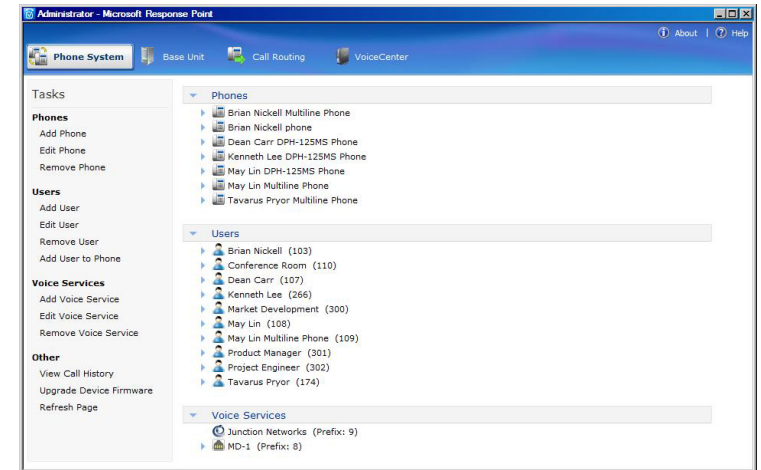 Administrator - Microsoft Response Point
About | Help
Phone System Base Unit Call Routing VoiceCenter
Tasks
Phones
Add Phone
Edit Phone
Remove Phone
Users
Add User
Edit User
Remove User
Add User to Phone
Voice Services
Add Voice Service
Edit Voice Service
Remove Voice Service
Other
View Call History
Upgrade Device Firmware
Refresh Page
Phones
Brian Nickell Multiline Phone
Brian Nickell phone
Dean Carr DPH-125MS Phone
Kenneth Lee DPH-125MS Phone
May Lin DPH-125MS Phone
May Lin Multiline Phone
Tavarus Pryor Multiline Phone
Users
Brian Nickell (103)
Conference Room (110)
Dean Carr (107)
Kenneth Lee (266)
Market Development (300)
May Lin (108)
May Lin Multiline Phone (109)
Product Manager (301)
Project Engineer (302)
Tavarus Pryor (174)
Voice Services
Junction Networks (Prefix: 9)
MD-1 (Prefix: 8)